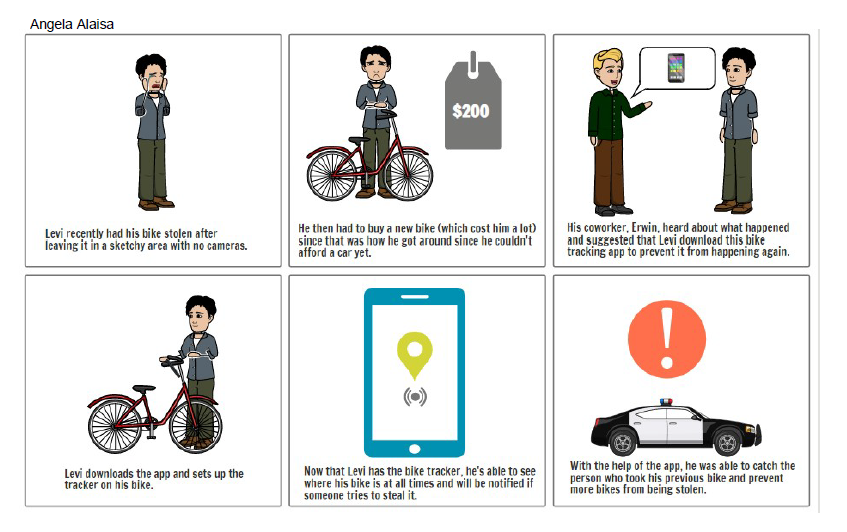 Angela Alaisa
$200
Levi recently had his bike stolen after
leaving it in a sketchy area with no cameras.
He then had to buy a new bike (which cost him a lot)
since that was how he got around since he couldn't
afford a car yet.
His coworker, Erwin, heard about what happened
and suggested that Levi download this bike
tracking app to prevent it from happening again.
Levi downloads the app and sets up the
tracker on his bike.
Now that Levi has the bike tracker, he's able to see
where his bike is at all times and will be notified if
someone tries to steal it.
With the help of the app, he was able to catch the
person who took his previous bike and prevent
more bikes from being stolen.